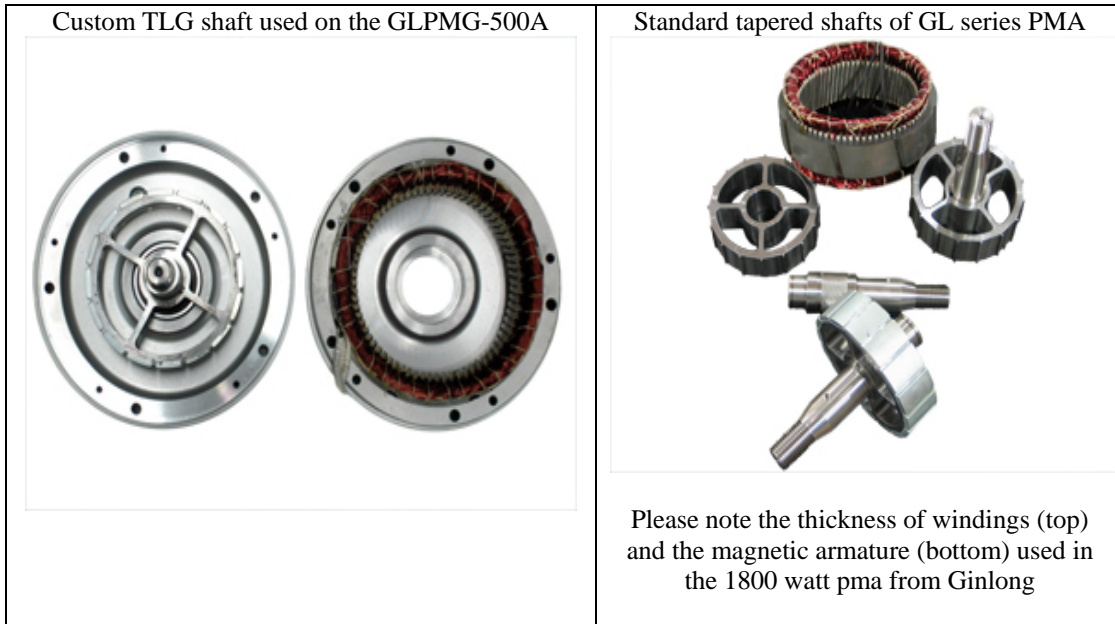 Custom TLG shaft used on the GLPMG-500A
Standard tapered shafts of GL series PMA
Please note the thickness of windings (top)
and the magnetic armature (bottom) used in
the 1800 watt pma from Ginlong